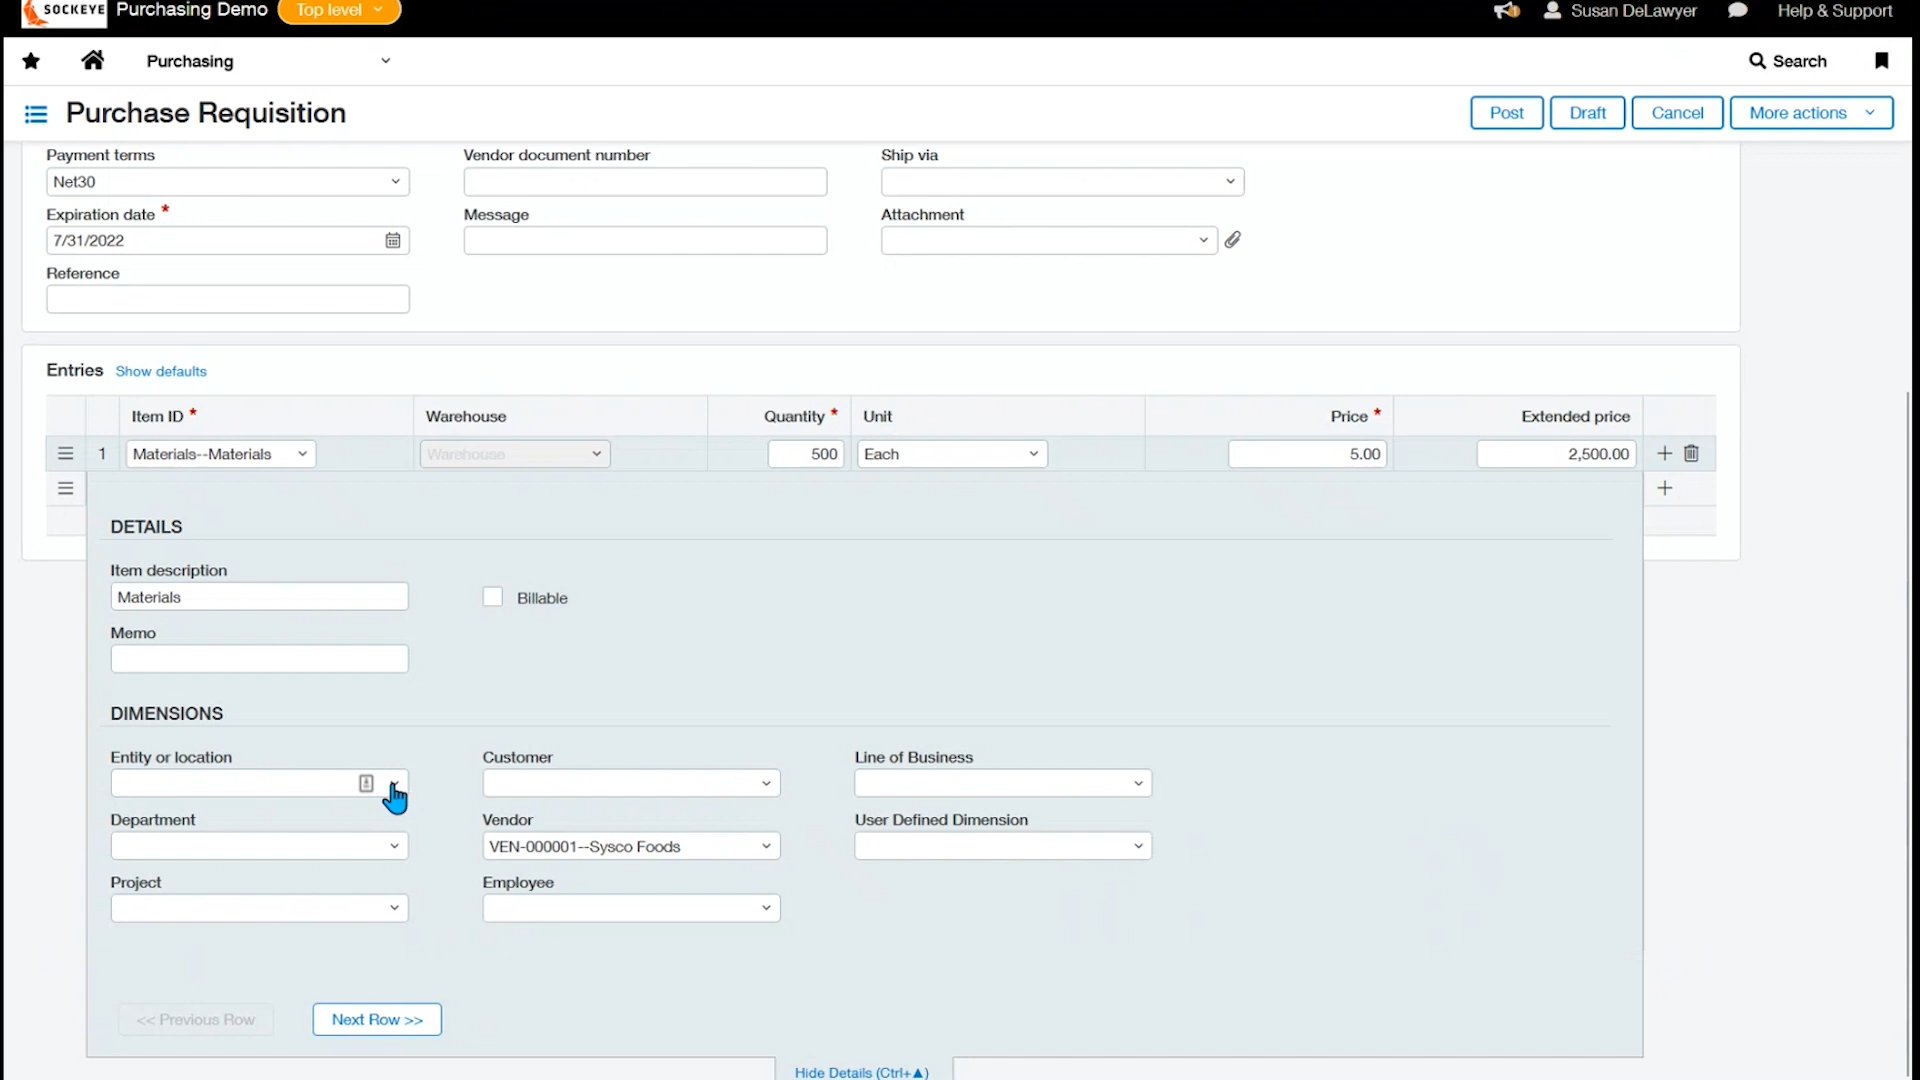 SOCKEYE Purchasing Demo Top level Susan DeLawyer Help & Support
Purchasing Search
Purchase Requisition Post Draft Cancel More actions
Payment terms Vendor document number Ship via
Net30
Expiration date * Message Attachment
7/31/2022
Reference
Entries Show defaults
Item ID * Warehouse Quantity * Unit Price * Extended price
1 Materials--Materials Warehouse 500 Each 5.00 2,500.00
DETAILS
Item description
Materials Billable
Memo
DIMENSIONS
Entity or location Customer Line of Business
Department Vendor User Defined Dimension
VEN-000001--Sysco Foods
Project Employee
<< Previous Row Next Row >>
Hide Details (Ctrl+▲)